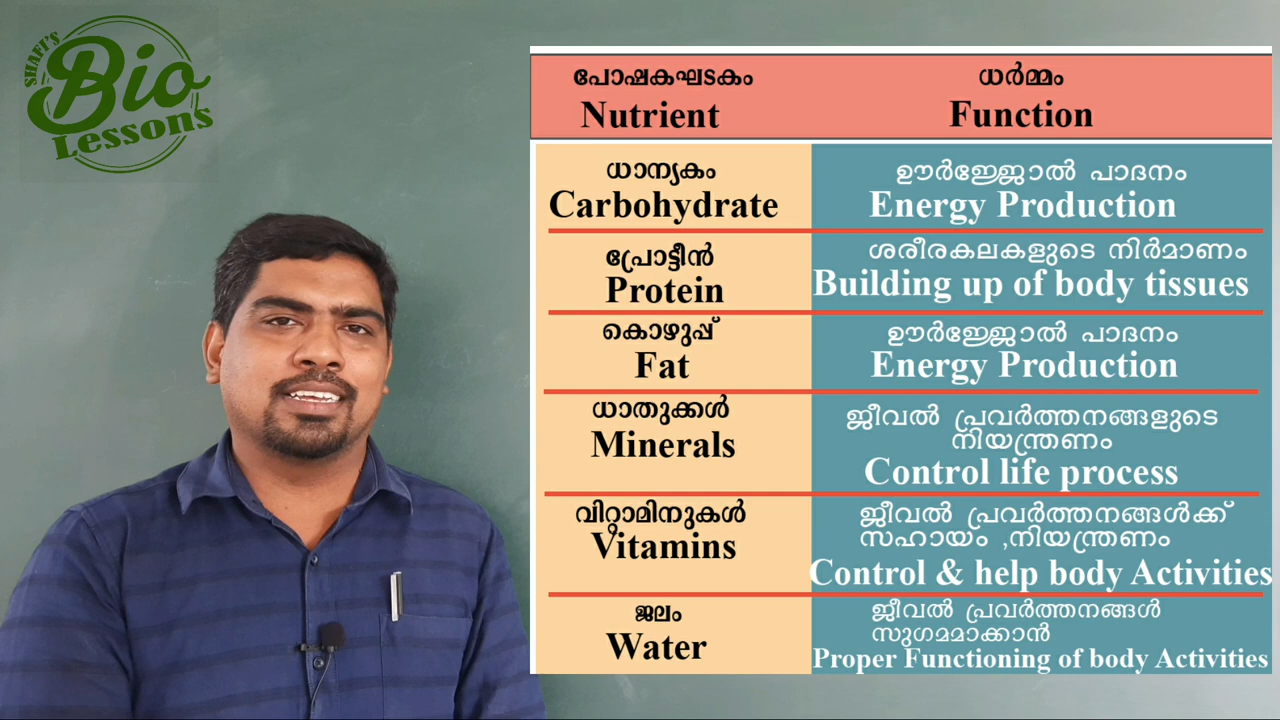 SHAFI'S
Bio
Lessons
പോഷകഘടകം
Nutrient
ധർമ്മം
Function
ധാന്യകം
Carbohydrate
ഊർജ്ജോൽ പാദനം
Energy Production
പ്രോട്ടീൻ
Protein
ശരീരകലകളുടെ നിർമാണം
Building up of body tissues
കൊഴുപ്പ്
Fat
ഊർജ്ജോൽ പാദനം
Energy Production
ധാതുക്കൾ
Minerals
ജീവൽ പ്രവർത്തനങ്ങളുടെ
നിയന്ത്രണം
Control life process
വിറ്റാമിനുകൾ
Vitamins
ജീവൽ പ്രവർത്തനങ്ങൾക്ക്
സഹായം ,നിയന്ത്രണം
Control & help body Activities
ജലം
Water
ജീവൽ പ്രവർത്തനങ്ങൾ
സുഗമമാക്കാൻ
Proper Functioning of body Activities